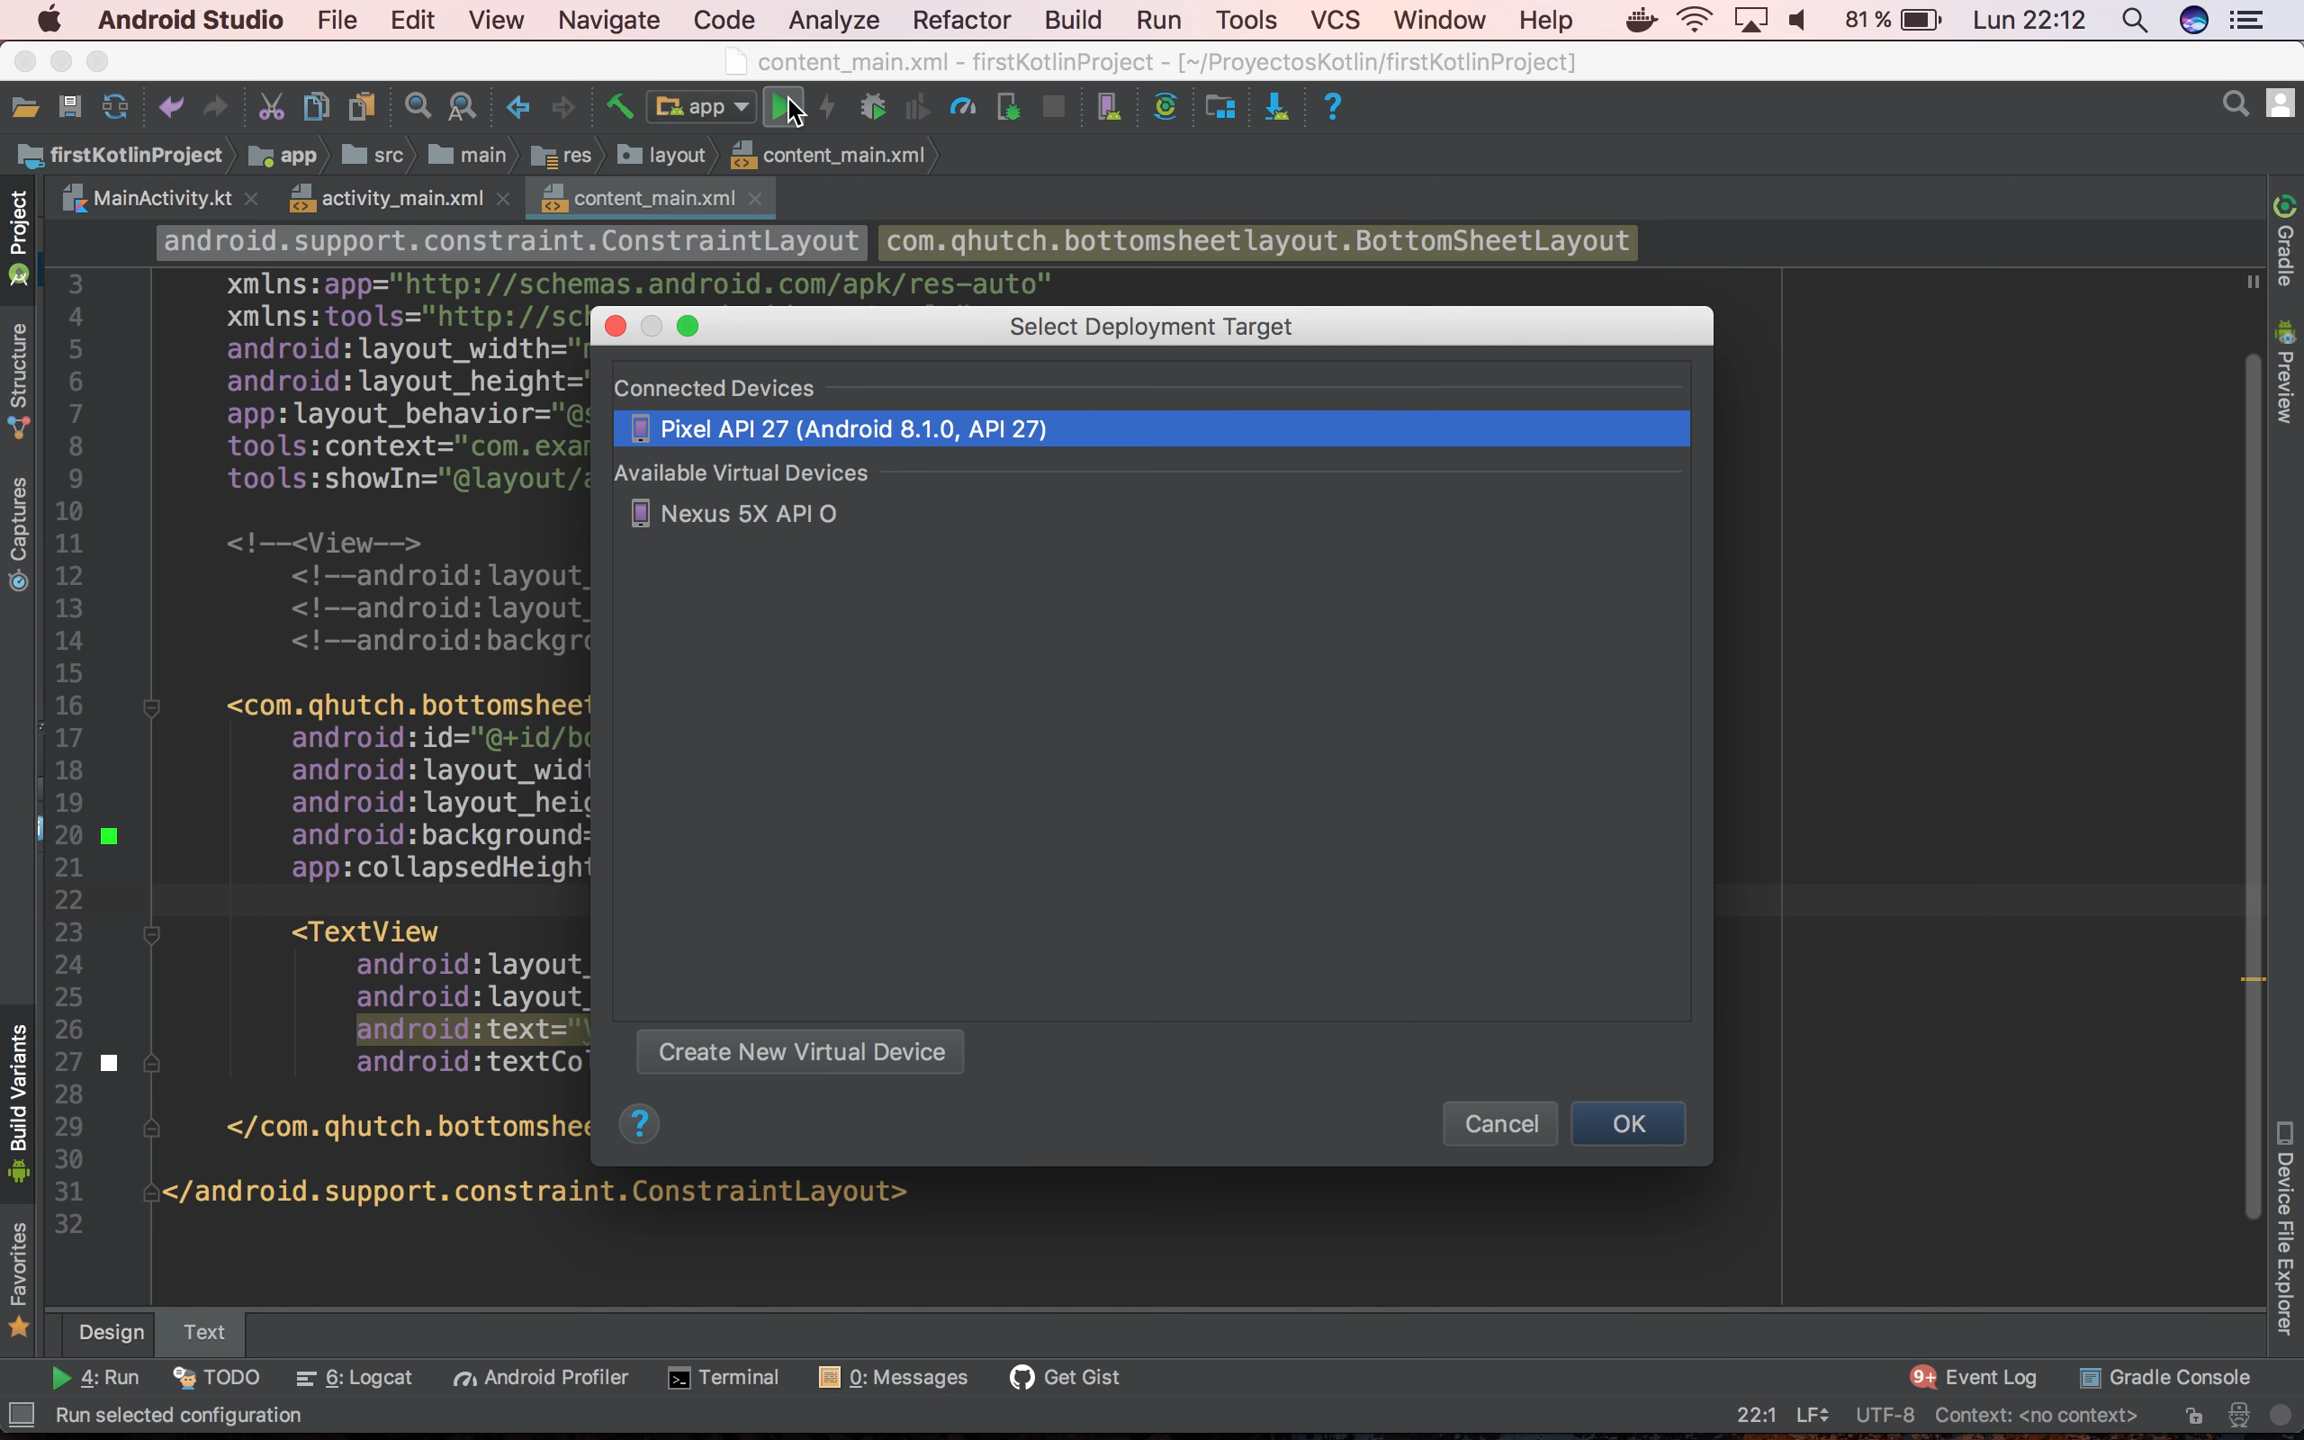 Android Studio File Edit View Navigate Code Analyze Refactor Build Run Tools VCS Window Help 81 % Lun 22:12
content_main.xml - firstKotlinProject - [~/ProyectosKotlin/firstKotlinProject]
app
firstKotlinProject app src main res layout content_main.xml
MainActivity.kt activity_main.xml content_main.xml
android.support.constraint.ConstraintLayout com.qhutch.bottomsheetlayout.BottomSheetLayout
3 xmlns:app="http://schemas.android.com/apk/res-auto"
4 xmlns:tools="http://sch
5 android:layout_width="
6 android:layout_height="
7 app:layout_behavior="@s
8 tools:context="com.exam
9 tools:showIn="@layout/a
10
11 <!--<View-->
12 <!--android:layout_
13 <!--android:layout_
14 <!--android:backgro
15
16 <com.qhutch.bottomsheet
17 android:id="@+id/bo
18 android:layout_widt
19 android:layout_heig
20 android:background=
21 app:collapsedHeight
22
23 <TextView
24 android:layout_
25 android:layout_
26 android:text="
27 android:textCol
28
29 </com.qhutch.bottomshee
30
31 </android.support.constraint.ConstraintLayout>
32
Select Deployment Target
Connected Devices
Pixel API 27 (Android 8.1.0, API 27)
Available Virtual Devices
Nexus 5X API O
Create New Virtual Device
? Cancel OK
Project
Structure
Captures
Build Variants
Favorites
Gradle
Preview
Device File Explorer
Design Text
4: Run TODO 6: Logcat Android Profiler Terminal 0: Messages Get Gist 9+ Event Log Gradle Console
Run selected configuration 22:1 LF UTF-8 Context: <no context>